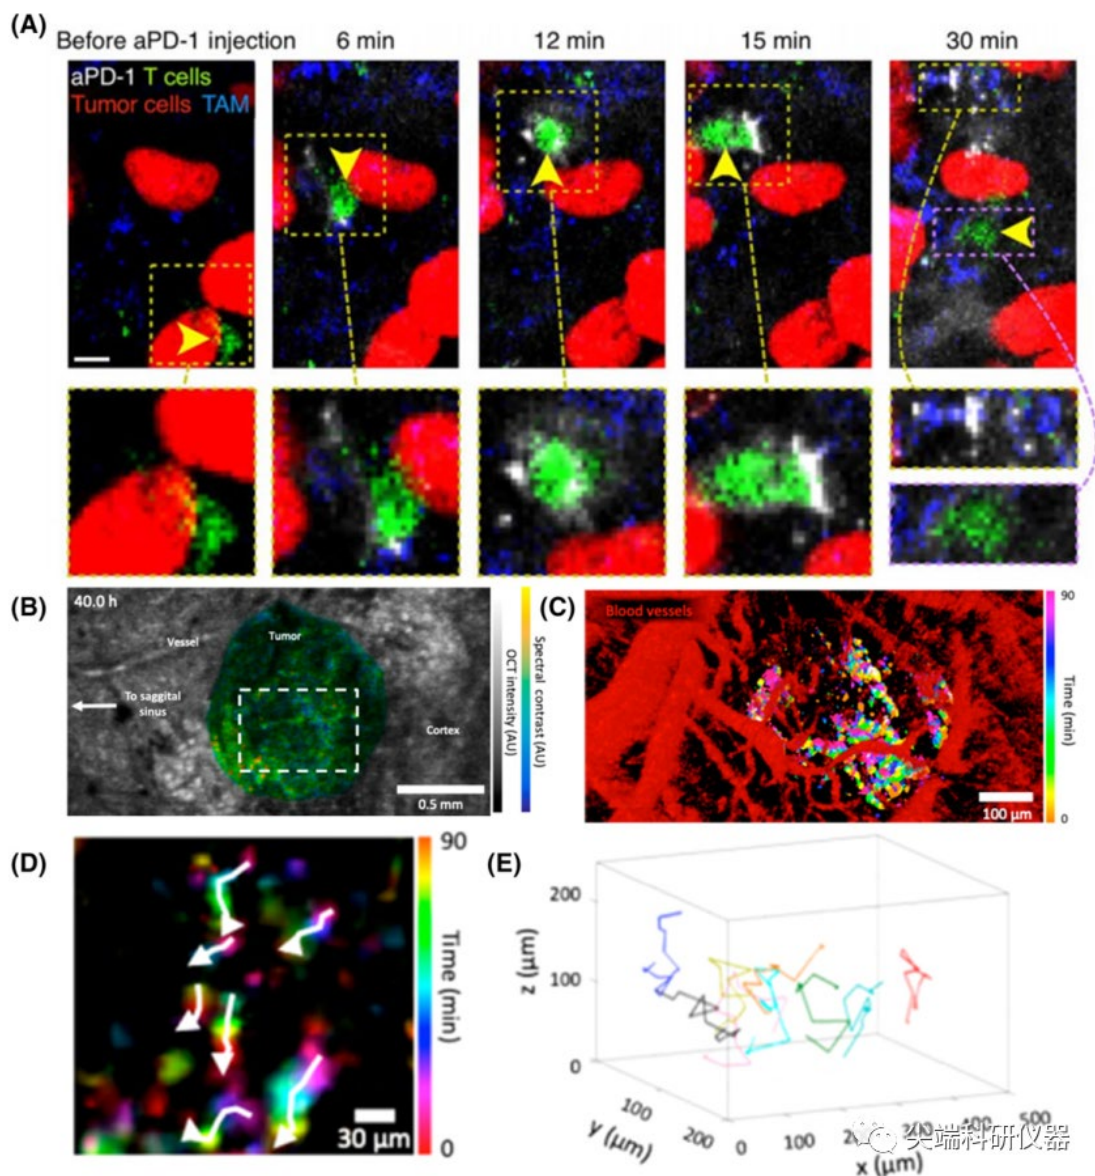 (A)
Before aPD-1 injection 6 min 12 min 15 min 30 min
aPD-1 T cells
Tumor cells TAM
(B)
40.0 h
Vessel
Tumor
To saggital
sinus
Cortex
0.5 mm
OCT intensity (AU)
Spectral contrast (AU)
(C)
Blood vessels
100 μm
90
Time (min)
0
(D)
90
Time (min)
0
30 μm
(E)
200
100
0
z (μm)
100
200
y (μm)
0
100
200
300
400
500
x (μm)
尖端科研仪器